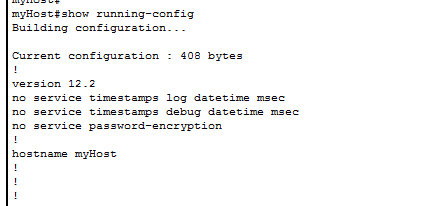 myHost#
myHost#show running-config
Building configuration...
Current configuration : 408 bytes
!
version 12.2
no service timestamps log datetime msec
no service timestamps debug datetime msec
no service password-encryption
!
hostname myHost
!
!
!